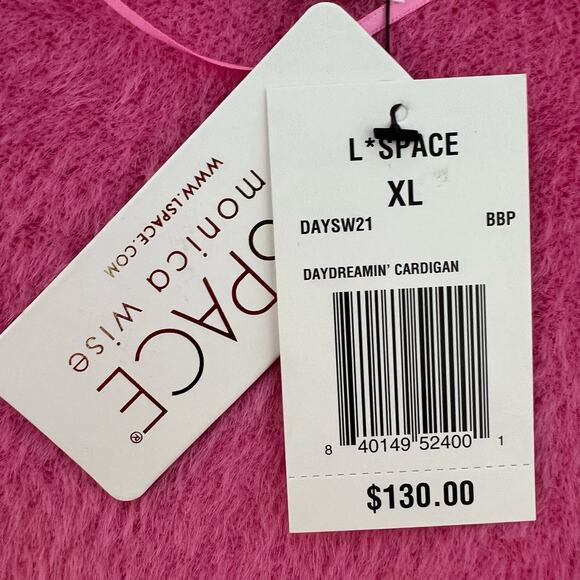 SPACE®
monica wise
WWW.LSPACE.COM
L*SPACE
XL
DAYSW21 BBP
DAYDREAMIN' CARDIGAN
8 40149 52400 1
$130.00